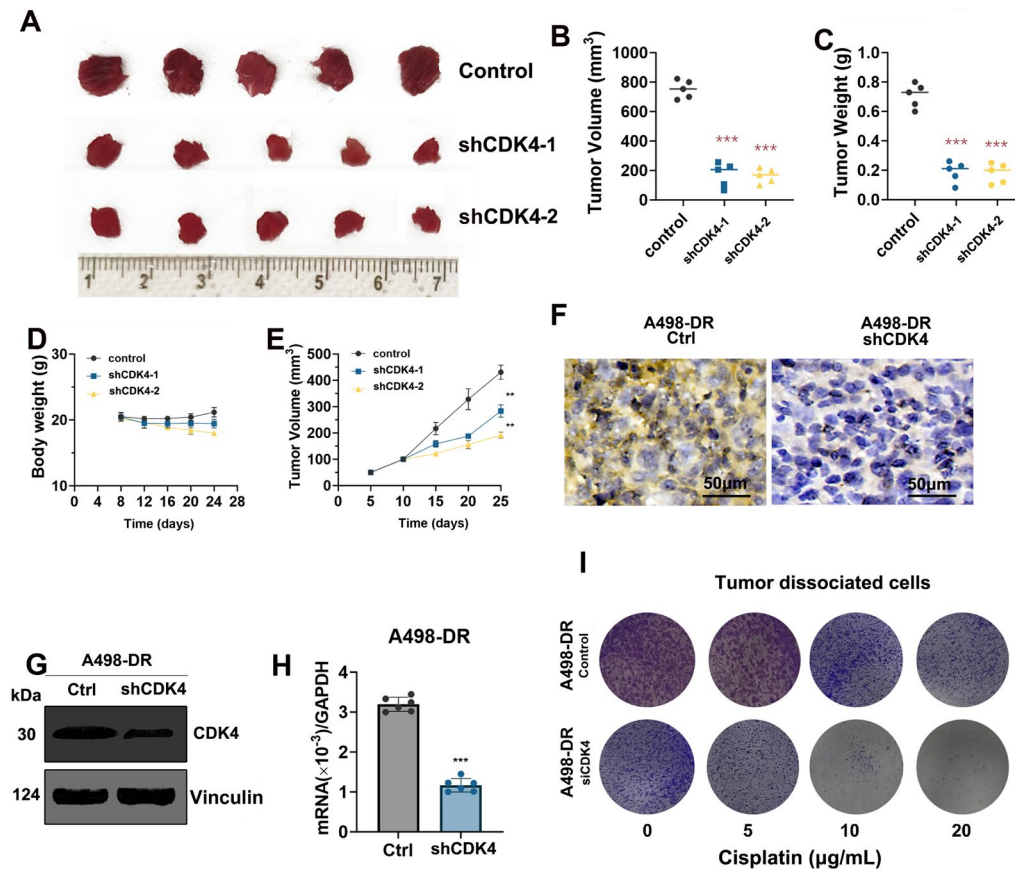 A
Control
shCDK4-1
shCDK4-2
1 2 3 4 5 6 7
B
Tumor Volume (mm³)
1000
800
600
400
200
0
***
***
control
shCDK4-1
shCDK4-2
C
Tumor Weight (g)
1.0
0.8
0.6
0.4
0.2
0.0
***
***
control
shCDK4-1
shCDK4-2
D
Body weight (g)
30
20
10
control
shCDK4-1
shCDK4-2
0 4 8 12 16 20 24 28
Time (days)
E
Tumor Volume (mm³)
500
400
300
200
100
0
control
shCDK4-1
shCDK4-2
**
**
0 5 10 15 20 25
Time (days)
F
A498-DR
Ctrl
A498-DR
shCDK4
50μm
50μm
G
A498-DR
kDa
Ctrl shCDK4
30
CDK4
124
Vinculin
H
A498-DR
mRNA(×10⁻³)/GAPDH
4
3
2
1
0
***
Ctrl shCDK4
I
Tumor dissociated cells
A498-DR
Control
A498-DR
siCDK4
0 5 10 20
Cisplatin (μg/mL)